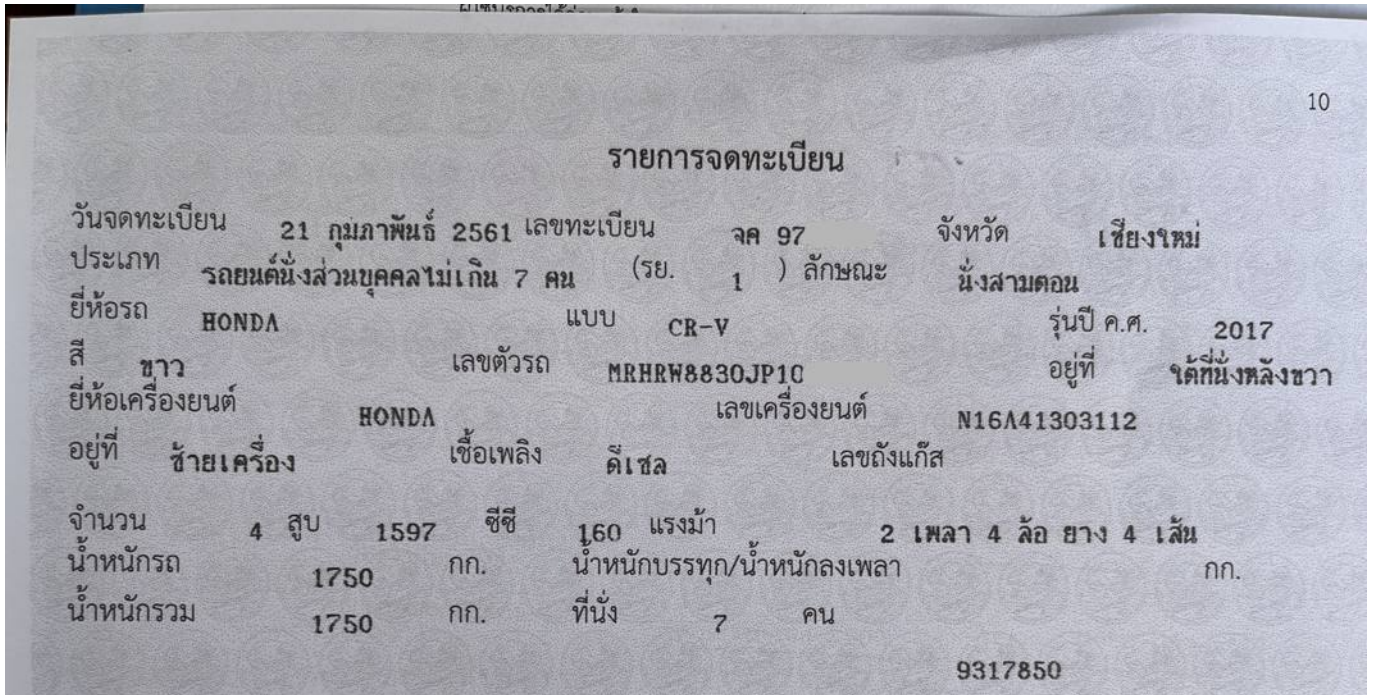 10
รายการจดทะเบียน
วันจดทะเบียน 21 กุมภาพันธ์ 2561 เลขทะเบียน จค 97 จังหวัด เชียงใหม่
ประเภท รถยนต์นั่งส่วนบุคคลไม่เกิน 7 คน (รย. 1 ) ลักษณะ นั่งสามตอน
ยี่ห้อรถ HONDA แบบ CR-V รุ่นปี ค.ศ. 2017
สี ขาว เลขตัวรถ MRHRW8830JP10 อยู่ที่ ใต้ที่นั่งหลังขวา
ยี่ห้อเครื่องยนต์ HONDA เลขเครื่องยนต์ N16A41303112
อยู่ที่ ซ้ายเครื่อง เชื้อเพลิง ดีเซล เลขถังแก๊ส
จำนวน 4 สูบ 1597 ซีซี 160 แรงม้า 2 เพลา 4 ล้อ ยาง 4 เส้น
น้ำหนักรถ 1750 กก. น้ำหนักบรรทุก/น้ำหนักลงเพลา กก.
น้ำหนักรวม 1750 กก. ที่นั่ง 7 คน
9317850